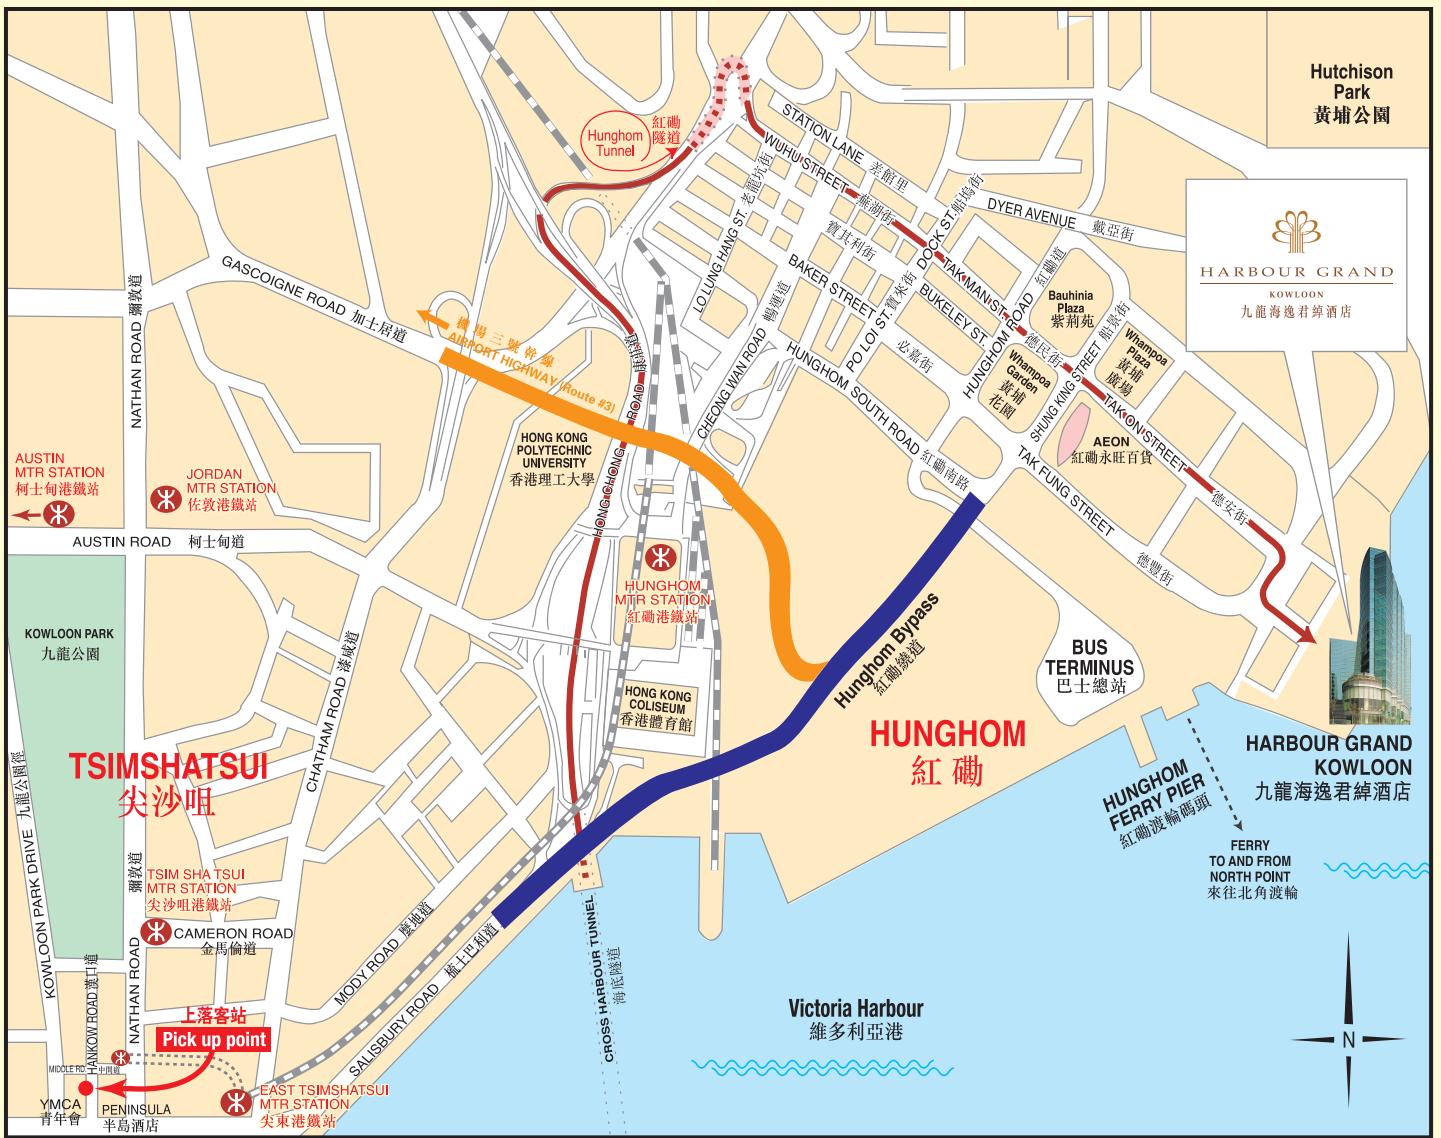 Hutchison
Park
黃埔公園
HARBOUR GRAND
KOWLOON
九龍海逸君綽酒店
Hunghom
Tunnel
紅磡
隧道
STATION LANE 差館里
WUHU STREET 蕪湖街
DYER AVENUE 戴亞街
LO LUNG HANG ST. 老龍坑街
DOCK ST. 船塢街
寶其利街
BAKER STREET
BUKELEY ST.
必嘉街
TAK MAN ST.
德民街
PO LOI ST. 寶來街
HUNGHOM ROAD 紅磡道
Bauhinia
Plaza
紫荊苑
Whampoa
Plaza
黃埔
廣場
Whampoa
Garden
黃埔
花園
SHUNG KING STREET 船景街
TAK ON STREET
德安街
AEON
紅磡永旺百貨
TAK FUNG STREET
德豐街
CHEONG WAN ROAD 暢運道
HUNGHOM SOUTH ROAD 紅磡南路
GASCOIGNE ROAD 加士居道
機場三號幹線
AIRPORT HIGHWAY (Route #3)
NATHAN ROAD 彌敦道
HONG KONG
POLYTECHNIC
UNIVERSITY
香港理工大學
HONG CHONG ROAD 康莊道
AUSTIN
MTR STATION
柯士甸港鐵站
JORDAN
MTR STATION
佐敦港鐵站
AUSTIN ROAD 柯士甸道
HUNGHOM
MTR STATION
紅磡港鐵站
KOWLOON PARK
九龍公園
CHATHAM ROAD 漆咸道
HONG KONG
COLISEUM
香港體育館
Hunghom Bypass
紅磡繞道
BUS
TERMINUS
巴士總站
HUNGHOM
紅磡
TSIMSHATSUI
尖沙咀
HARBOUR GRAND
KOWLOON
九龍海逸君綽酒店
HUNGHOM
FERRY PIER
紅磡渡輪碼頭
FERRY
TO AND FROM
NORTH POINT
來往北角渡輪
KOWLOON PARK DRIVE 九龍公園徑
彌敦道
NATHAN ROAD
TSIM SHA TSUI
MTR STATION
尖沙咀港鐵站
CAMERON ROAD
金馬倫道
MODY ROAD 麼地道
SALISBURY ROAD 梳士巴利道
CROSS HARBOUR TUNNEL
海底隧道
Victoria Harbour
維多利亞港
HANKOW ROAD 漢口道
上落客站
Pick up point
MIDDLE RD. 中間道
YMCA
青年會
PENINSULA
半島酒店
EAST TSIMSHATSUI
MTR STATION
尖東港鐵站
N